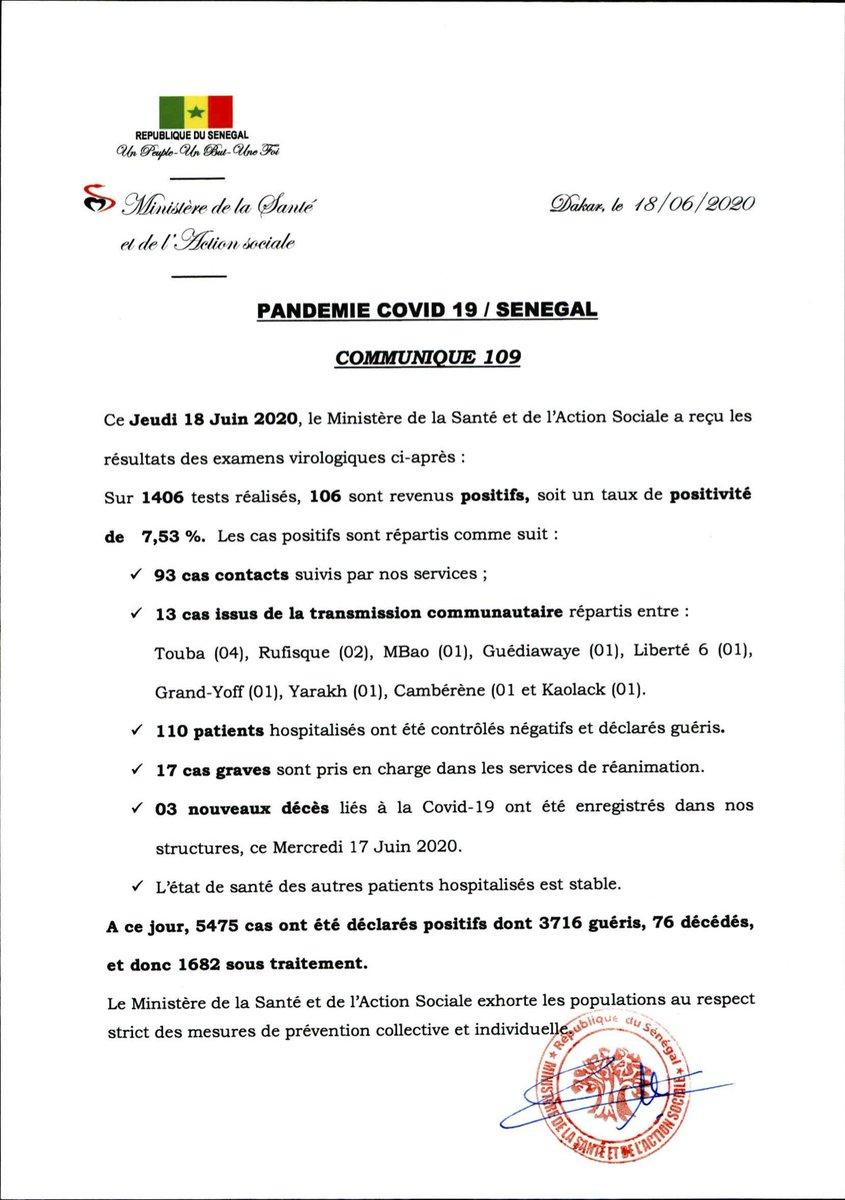 REPUBLIQUE DU SENEGAL
Un Peuple-Un But-Une Foi
Ministère de la Santé
et de l'Action sociale
Dakar, le 18/06/2020
PANDEMIE COVID 19 / SENEGAL
COMMUNIQUE 109
Ce Jeudi 18 Juin 2020, le Ministère de la Santé et de l'Action Sociale a reçu les
résultats des examens virologiques ci-après :
Sur 1406 tests réalisés, 106 sont revenus positifs, soit un taux de positivité
de 7,53 %. Les cas positifs sont répartis comme suit :
✓ 93 cas contacts suivis par nos services ;
✓ 13 cas issus de la transmission communautaire répartis entre :
Touba (04), Rufisque (02), MBao (01), Guédiawaye (01), Liberté 6 (01),
Grand-Yoff (01), Yarakh (01), Cambérène (01 et Kaolack (01).
✓ 110 patients hospitalisés ont été contrôlés négatifs et déclarés guéris.
✓ 17 cas graves sont pris en charge dans les services de réanimation.
✓ 03 nouveaux décès liés à la Covid-19 ont été enregistrés dans nos
structures, ce Mercredi 17 Juin 2020.
✓ L'état de santé des autres patients hospitalisés est stable.
A ce jour, 5475 cas ont été déclarés positifs dont 3716 guéris, 76 décédés,
et donc 1682 sous traitement.
Le Ministère de la Santé et de l'Action Sociale exhorte les populations au respect
strict des mesures de prévention collective et individuelle.
République du Sénégal
MINISTERE DE LA SANTÉ ET DE L'ACTION SOCIALE